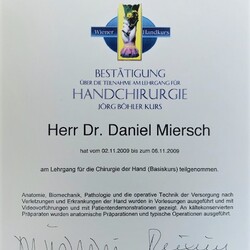 Wiener Handkurs
BESTÄTIGUNG
ÜBER DIE TEILNAHME AM LEHRGANG FÜR
HANDCHIRURGIE
JÖRG BÖHLER KURS
Herr Dr. Daniel Miersch
hat vom 02.11.2009 bis zum 06.11.2009
am Lehrgang für die Chirurgie der Hand (Basiskurs) teilgenommen.
Anatomie, Biomechanik, Pathologie und die operative Technik der Versorgung nach
Verletzungen und Erkrankungen der Hand wurden in Vorlesungen ausgeführt und mit
Videovorführungen und mit Patientendemonstrationen gezeigt. An kältekonservierten
Präparaten wurden anatomische Präparationen und typische Operationen ausgeführt.